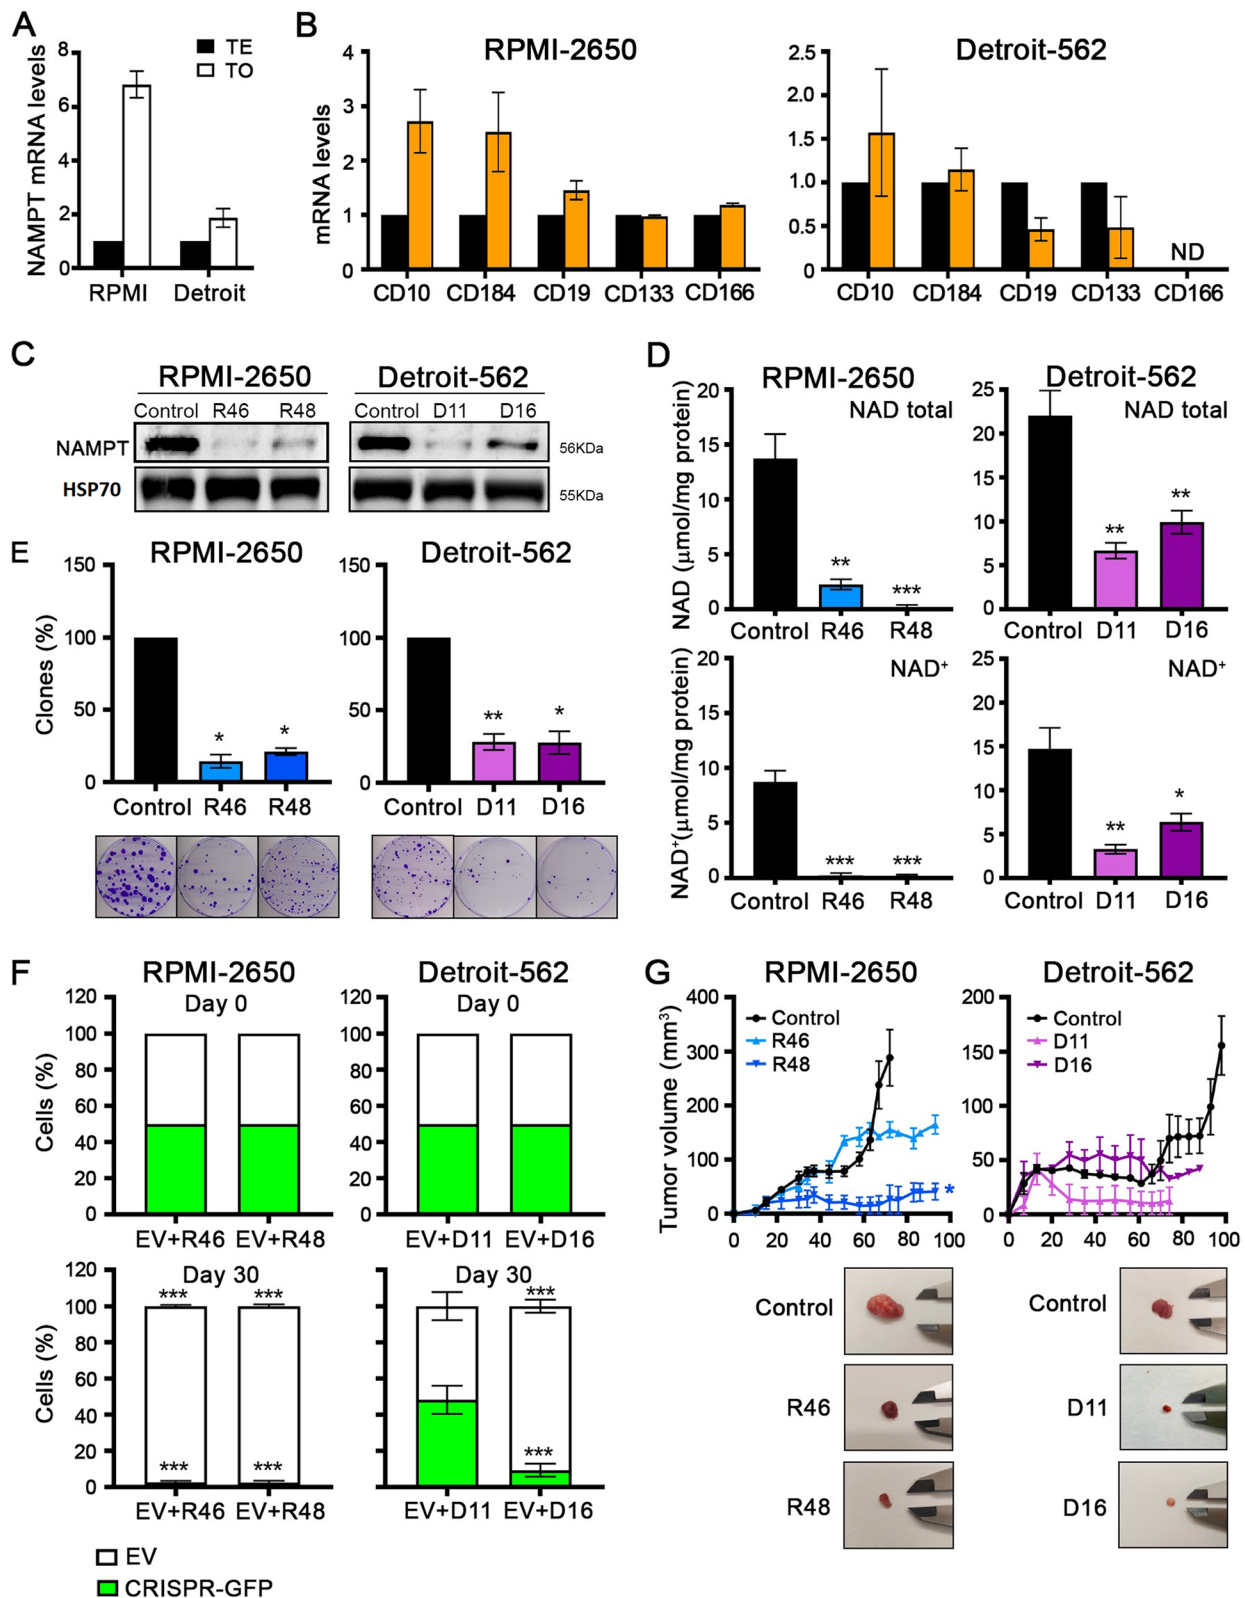 A
NAMPT mRNA levels
8
6
4
2
0
TE
TO
RPMI Detroit
B
RPMI-2650
mRNA levels
4
3
2
1
0
CD10 CD184 CD19 CD133 CD166
Detroit-562
2.5
2.0
1.5
1.0
0.5
0
ND
CD10 CD184 CD19 CD133 CD166
C
RPMI-2650 Detroit-562
Control R46 R48 Control D11 D16
NAMPT 56KDa
HSP70 55KDa
D
RPMI-2650
NAD total
NAD (µmol/mg protein)
20
15
10
5
0
** ***
Control R46 R48
Detroit-562
NAD total
25
20
15
10
5
0
** **
Control D11 D16
NAD+
NAD+(µmol/mg protein)
20
15
10
5
0
*** ***
Control R46 R48
NAD+
25
20
15
10
5
0
** *
Control D11 D16
E
RPMI-2650
Clones (%)
150
100
50
0
* *
Control R46 R48
Detroit-562
150
100
50
0
** *
Control D11 D16
F
RPMI-2650
Day 0
Cells (%)
120
100
80
60
40
20
0
EV+R46 EV+R48
Detroit-562
Day 0
120
100
80
60
40
20
0
EV+D11 EV+D16
Day 30
Cells (%)
120
100
80
60
40
20
0
*** ***
*** ***
EV+R46 EV+R48
Day 30
120
100
80
60
40
20
0
***
***
EV+D11 EV+D16
EV
CRISPR-GFP
G
RPMI-2650
Tumor volume (mm3)
400
300
200
100
0
Control
R46
R48
*
0 20 40 60 80 100
Detroit-562
200
150
100
50
0
Control
D11
D16
0 20 40 60 80 100
Control
R46
R48
Control
D11
D16